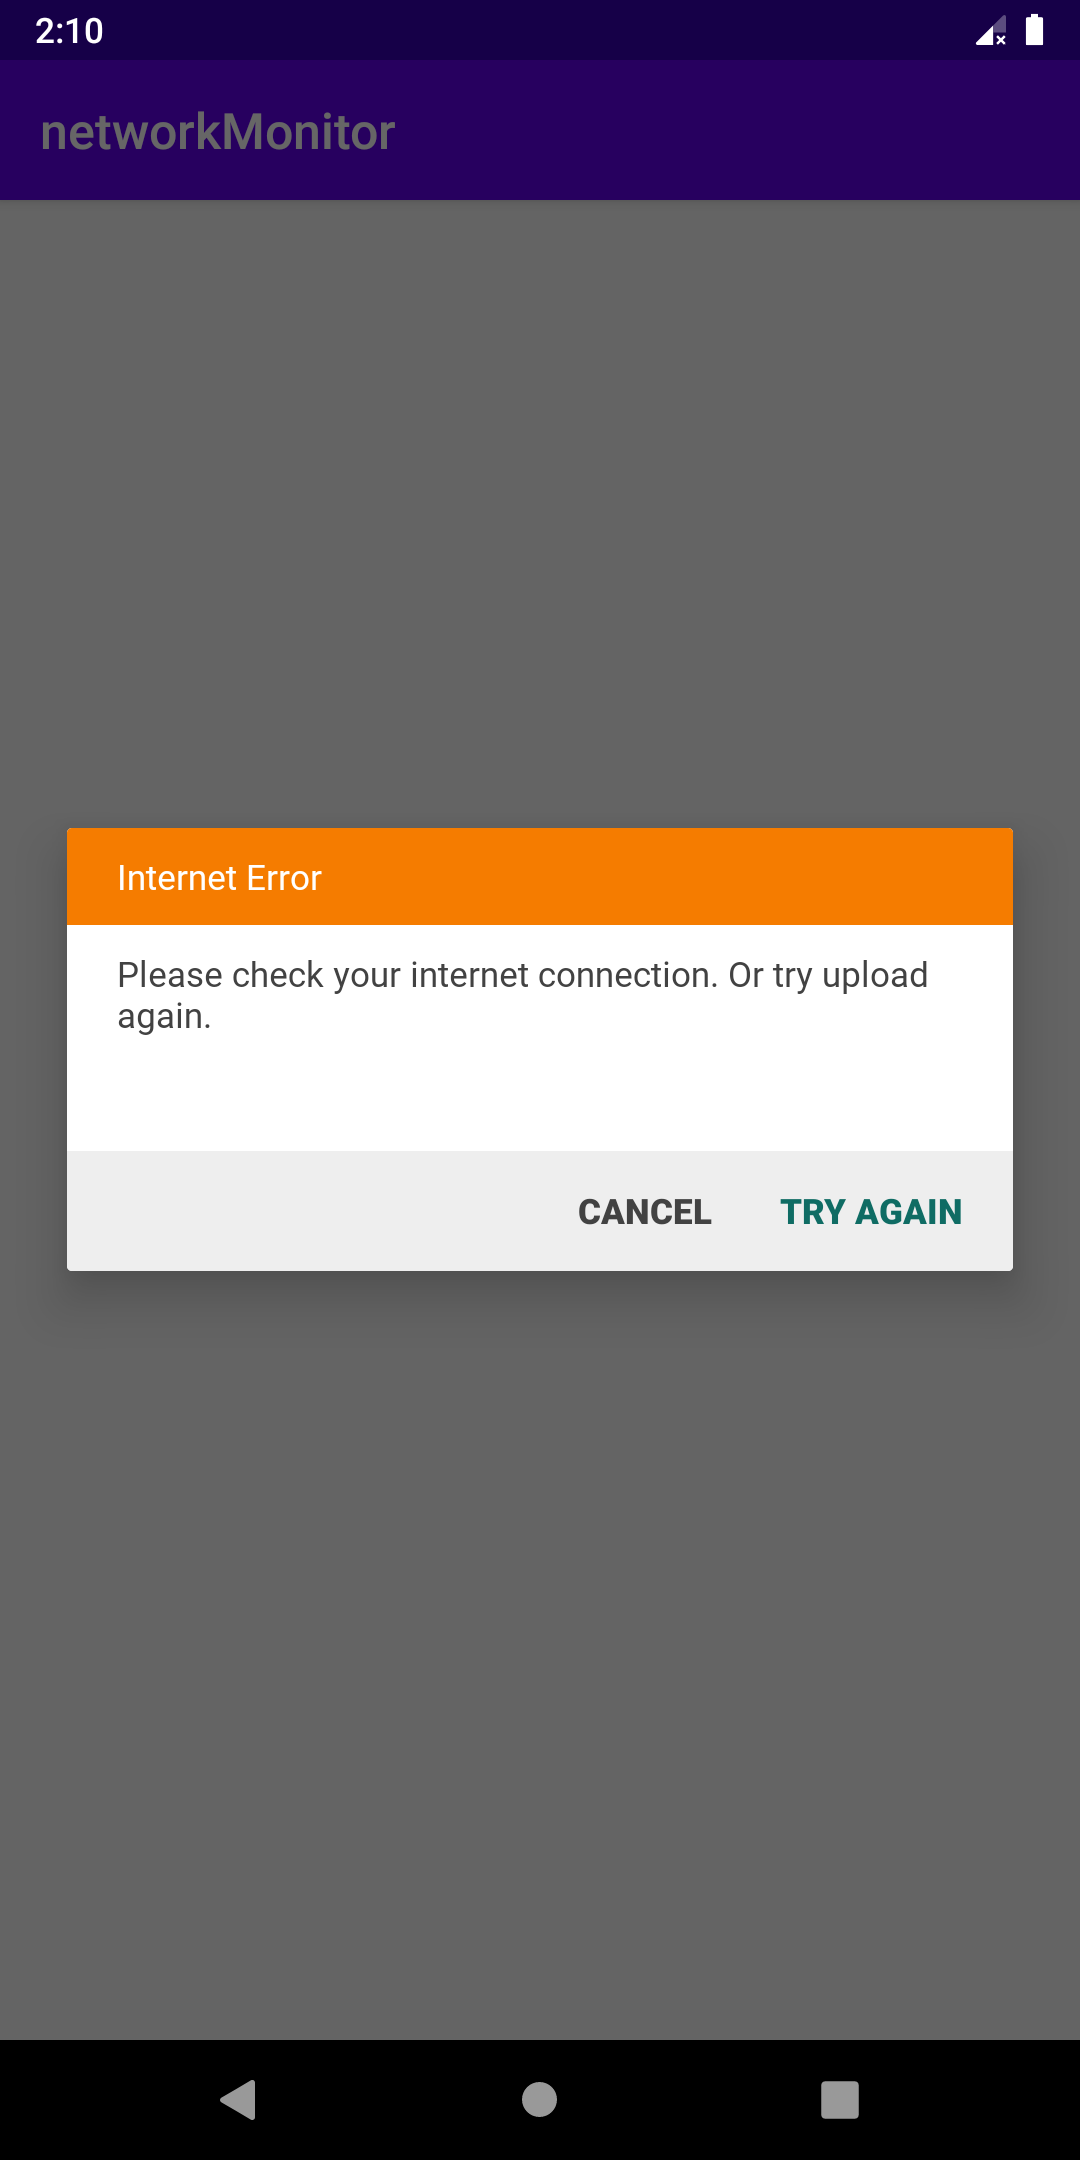 2:10
networkMonitor
Internet Error
Please check your internet connection. Or try upload
again.
CANCEL TRY AGAIN